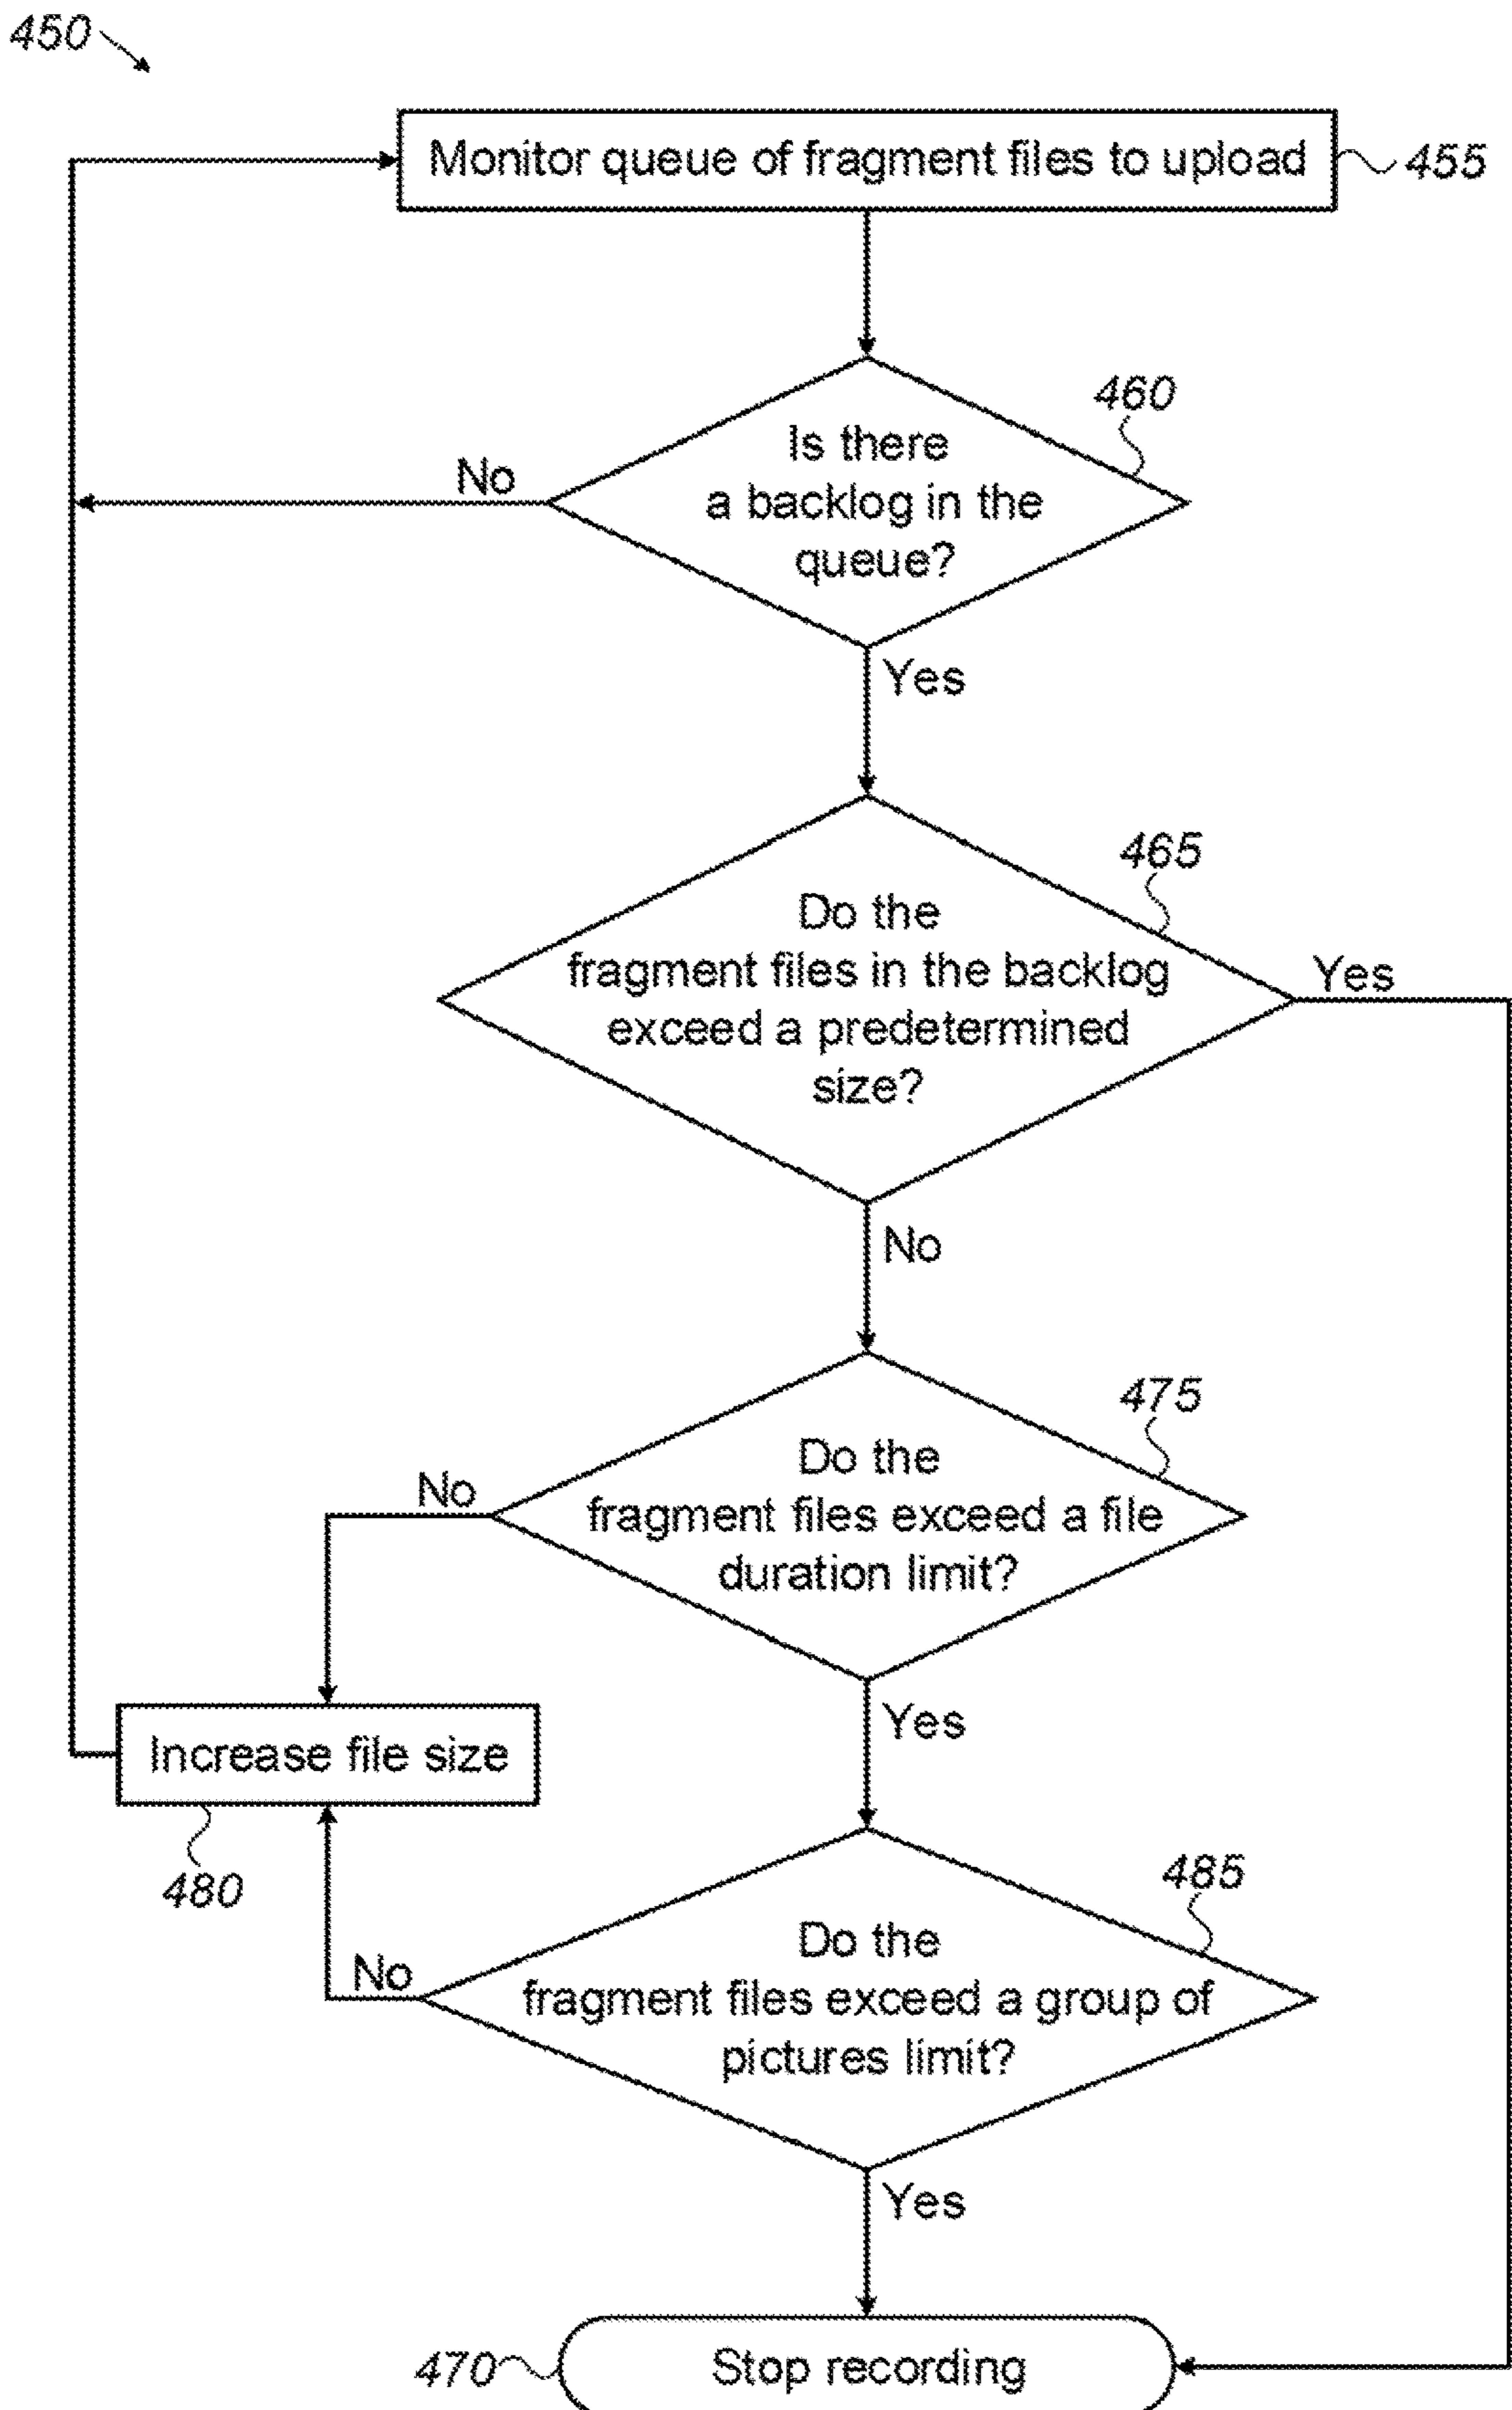 450
Monitor queue of fragment files to upload
455
460
Is there
a backlog in the
queue?
No
Yes
465
Do the
fragment files in the backlog
exceed a predetermined
size?
Yes
No
475
Do the
fragment files exceed a file
duration limit?
No
Yes
Increase file size
480
485
Do the
fragment files exceed a group of
pictures limit?
No
Yes
470
Stop recording